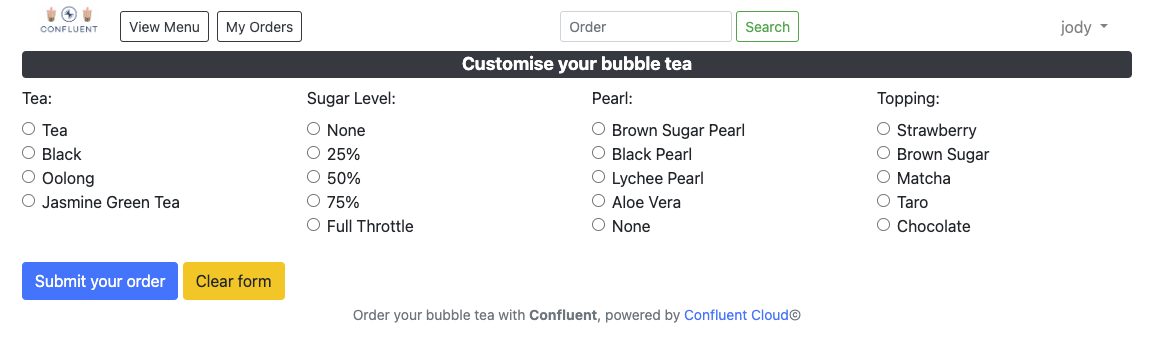 CONFLUENT
View Menu My Orders Order Search jody
Customise your bubble tea
Tea: Sugar Level: Pearl: Topping:
Tea None Brown Sugar Pearl Strawberry
Black 25% Black Pearl Brown Sugar
Oolong 50% Lychee Pearl Matcha
Jasmine Green Tea 75% Aloe Vera Taro
Full Throttle None Chocolate
Submit your order Clear form
Order your bubble tea with Confluent, powered by Confluent Cloud©